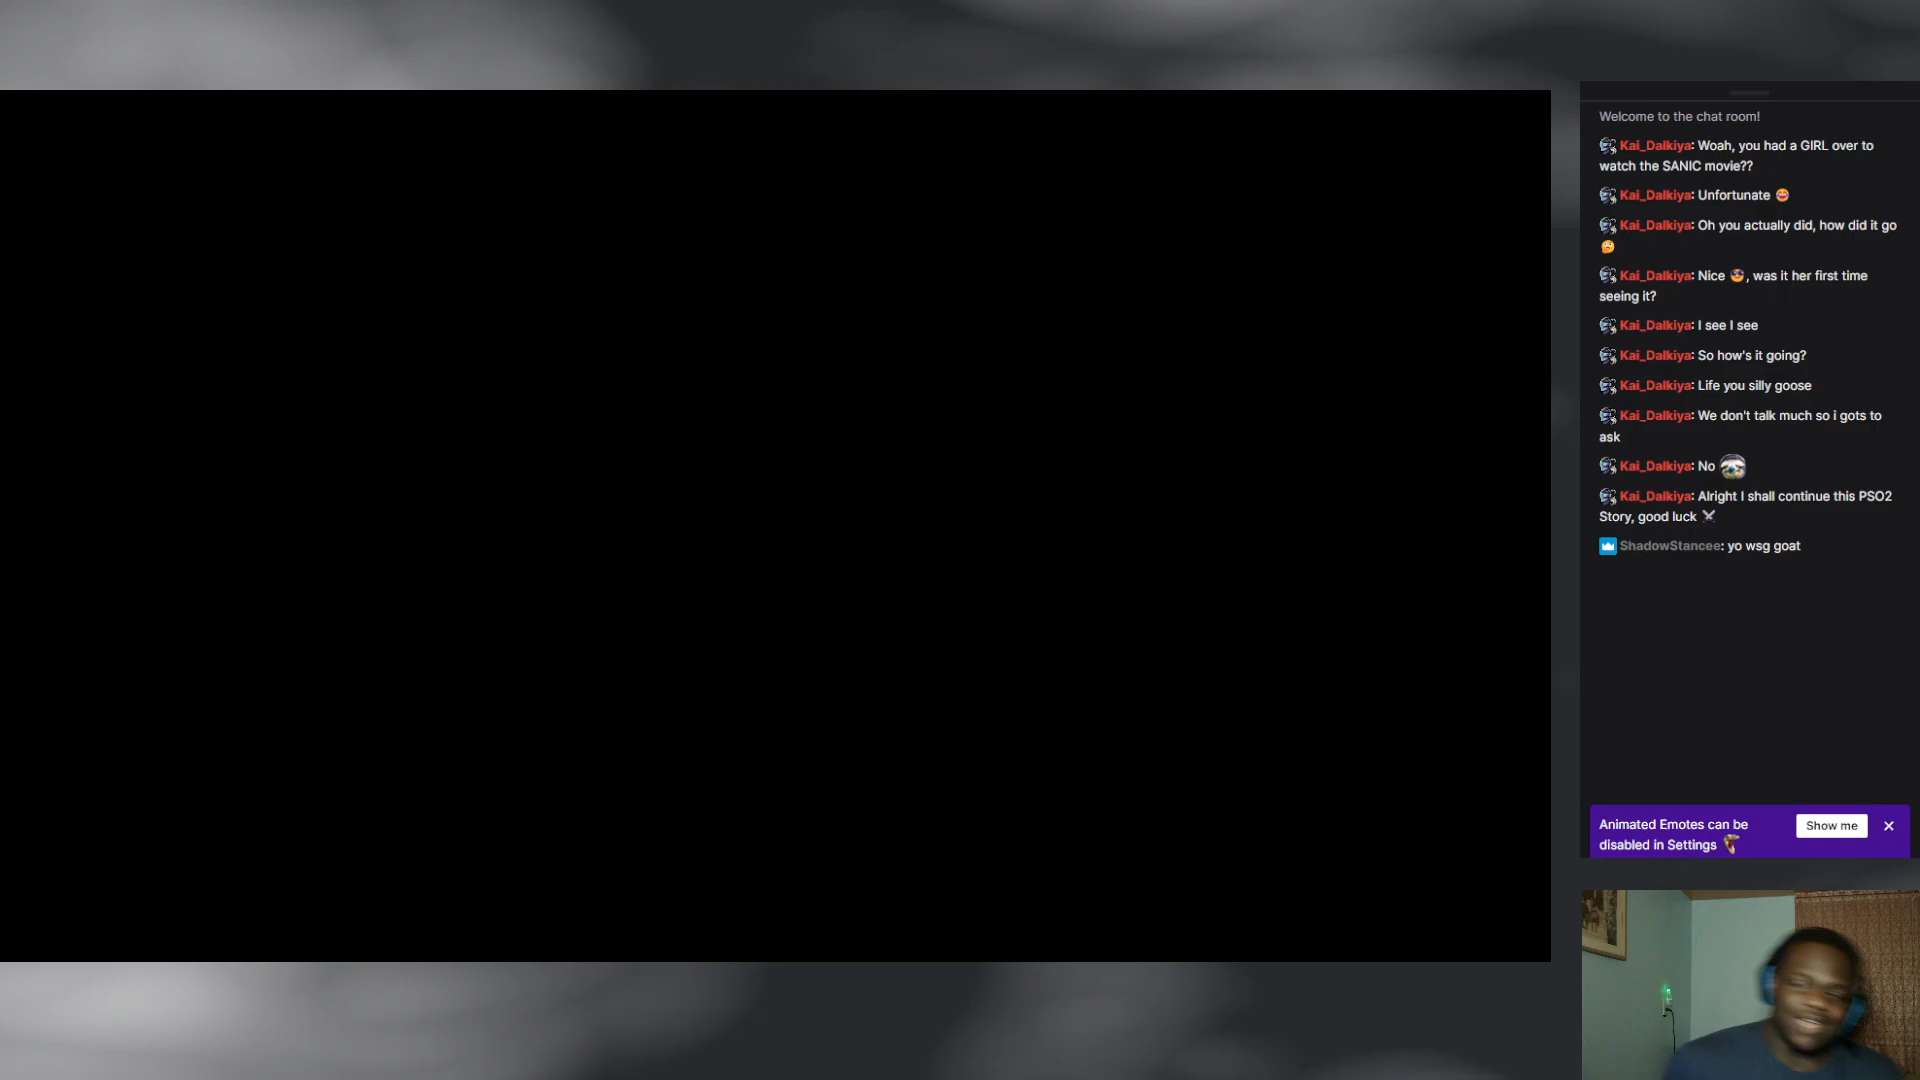 Welcome to the chat room!
Kai_Dalkiya: Woah, you had a GIRL over to
watch the SANIC movie??
Kai_Dalkiya: Unfortunate
Kai_Dalkiya: Oh you actually did, how did it go
Kai_Dalkiya: Nice , was it her first time
seeing it?
Kai_Dalkiya: I see I see
Kai_Dalkiya: So how's it going?
Kai_Dalkiya: Life you silly goose
Kai_Dalkiya: We don't talk much so i gots to
ask
Kai_Dalkiya: No
Kai_Dalkiya: Alright I shall continue this PSO2
Story, good luck
ShadowStancee: yo wsg goat
Animated Emotes can be
disabled in Settings
Show me